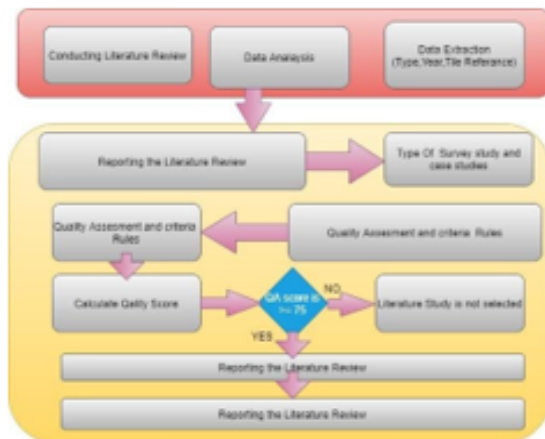 Conducting Literature Review
Data Analaysis
Data Extraction
(Type,Year,Tile Referance)
Reporting the Literature Review
Type Of Survey study and
case studies
Quality Assesment and criteria
Rules
Quality Assesment and criteria Rules
Calculate Qality Score
QA score is
>= 75
NO
Literature Study is not selected
YES
Reporting the Literature Review
Reporting the Literature Review